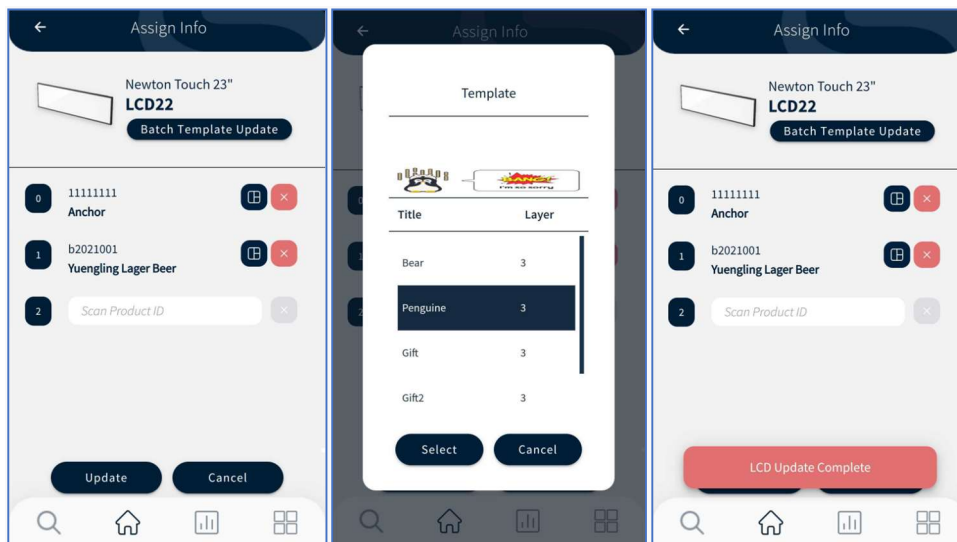 Assign Info
Newton Touch 23"
LCD22
Batch Template Update
0
11111111
Anchor
1
b2021001
Yuengling Lager Beer
2
Scan Product ID
Update
Cancel
Assign Info
Template
BANG!
I'm so sorry
Title Layer
Bear 3
Penguine 3
Gift 3
Gift2 3
Select
Cancel
Assign Info
Newton Touch 23"
LCD22
Batch Template Update
0
11111111
Anchor
1
b2021001
Yuengling Lager Beer
2
Scan Product ID
LCD Update Complete